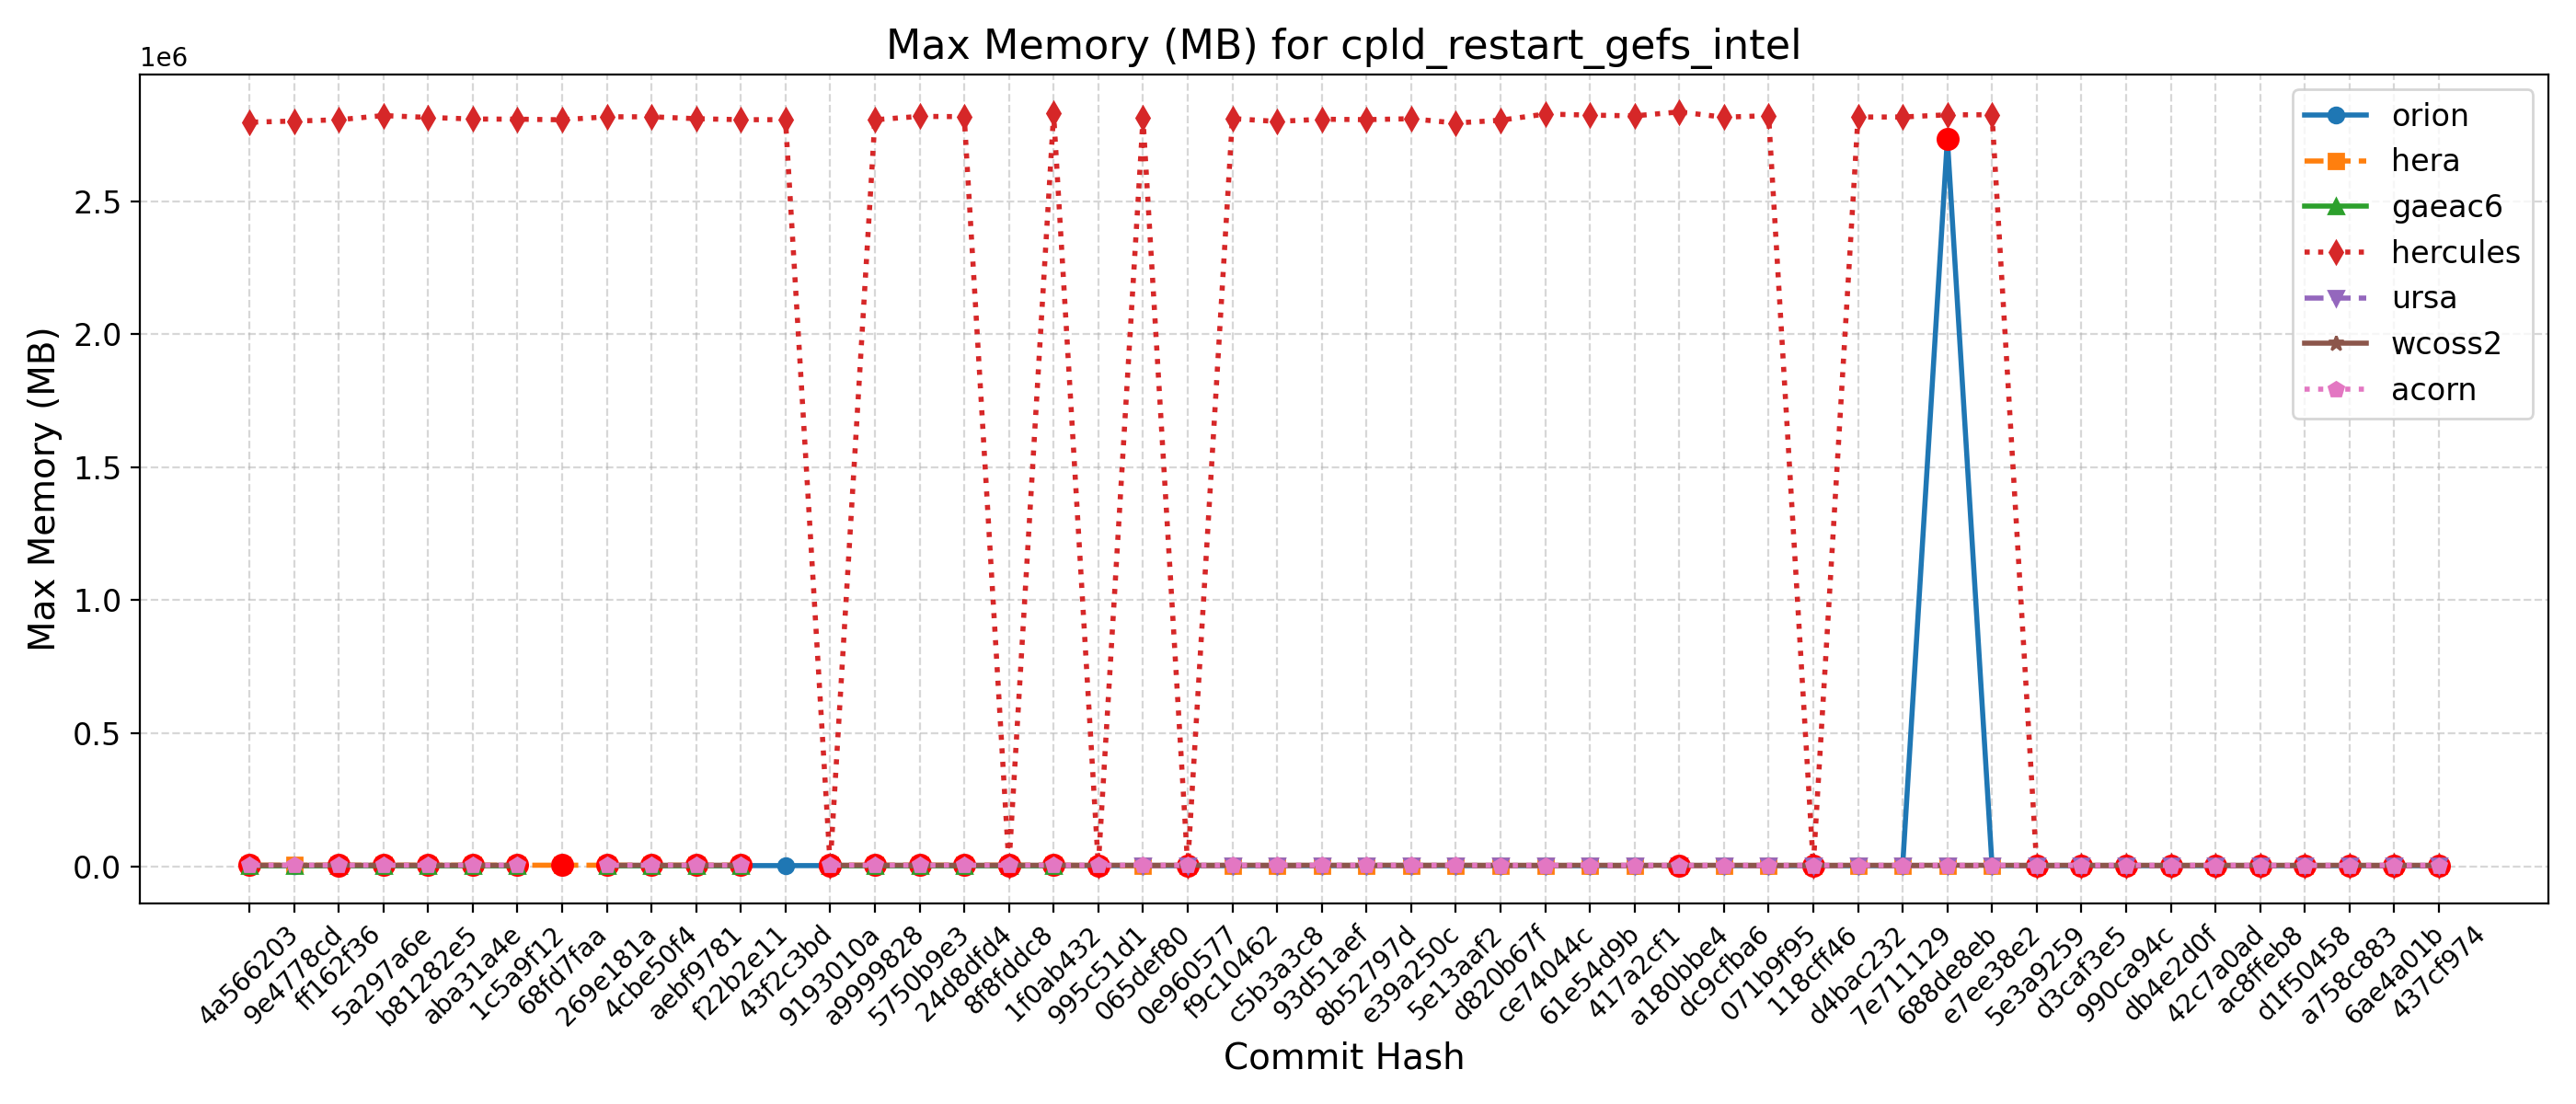 Max Memory (MB) for cpld_restart_gefs_intel
1e6
2.5
2.0
1.5
1.0
0.5
0.0
Max Memory (MB)
orion
hera
gaeac6
hercules
ursa
wcoss2
acorn
4a566203
9e4778cd
ff162f36
5a297a6e
b81282e5
aba31a4e
1c5a9f12
68fd7faa
269e181a
4cbe50f4
aebf9781
f22b2e11
43f2c3bd
9193010a
a9999828
5750b9e3
24d8dfd4
8f8fddc8
1f0ab432
995c51d1
065def80
0e960577
f9c10462
c5b3a3c8
93d51aef
8b52797d
e39a250c
5e13aaf2
d820b67f
ce74044c
61e54d9b
417a2cf1
a180bbe4
dc9cfba6
071b9f95
118cff46
d4bac232
7e711129
688de8eb
e7ee38e2
5e3a9259
d3caf3e5
990ca94c
db4e2d0f
42c7a0ad
ac8ffeb8
d1f50458
a758c883
6ae4a01b
437cf974
Commit Hash